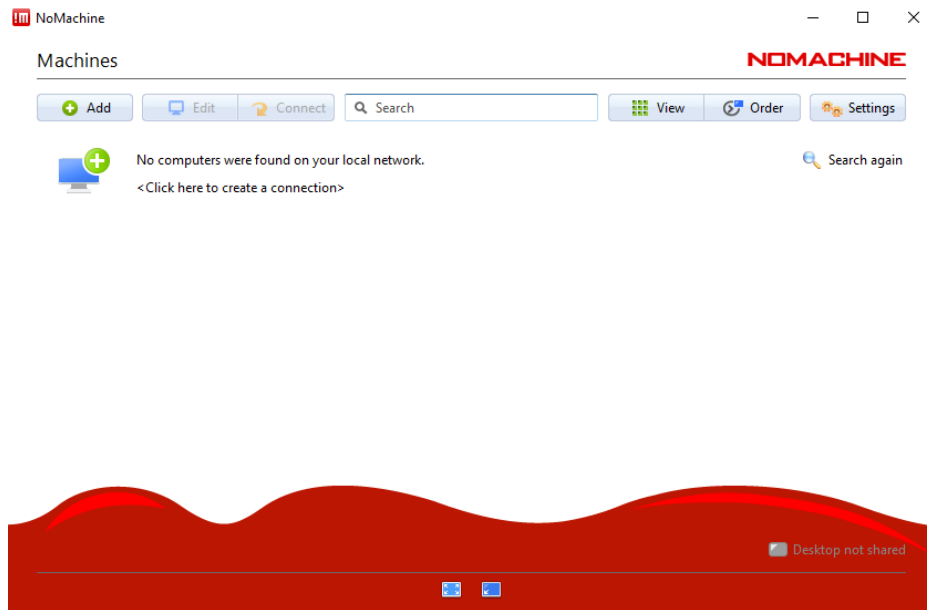 !m NoMachine
Machines
NOMACHINE
Add
Edit
Connect
Search
View
Order
Settings
No computers were found on your local network.
Search again
<Click here to create a connection>
Desktop not shared